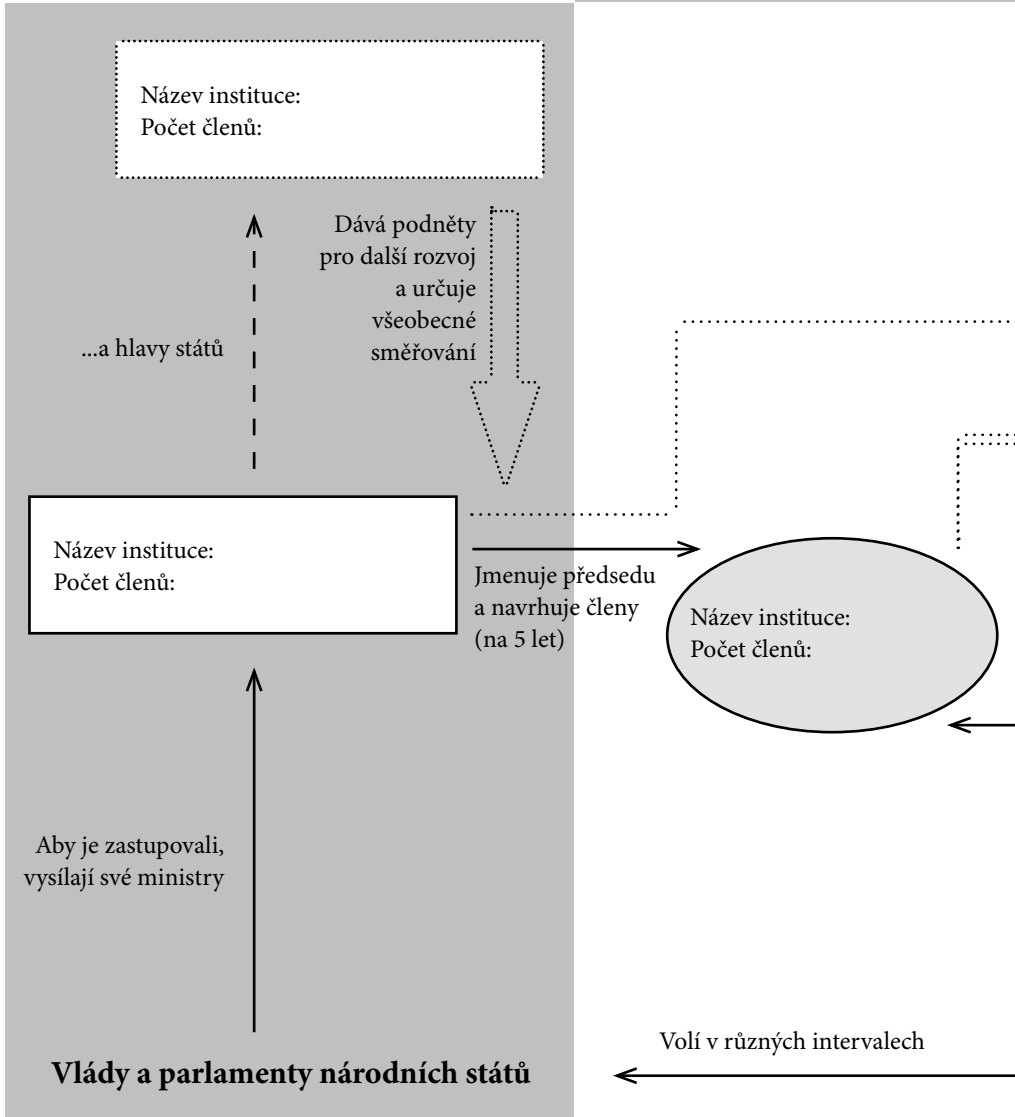 Název instituce:
Počet členů:
Dává podněty
pro další rozvoj
a určuje
všeobecné
směřování
...a hlavy států
Název instituce:
Počet členů:
Jmenuje předsedu
a navrhuje členy
(na 5 let)
Název instituce:
Počet členů:
Aby je zastupovali,
vysílají své ministry
Volí v různých intervalech
Vlády a parlamenty národních států